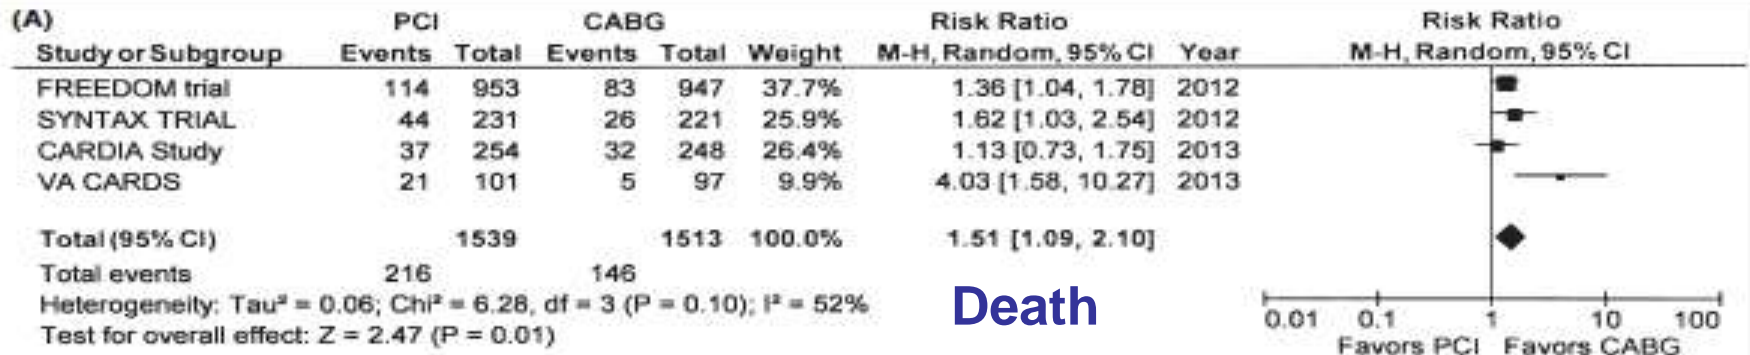 (A) PCI CABG Risk Ratio Risk Ratio
Study or Subgroup Events Total Events Total Weight M-H, Random, 95% CI Year M-H, Random, 95% CI
FREEDOM trial 114 953 83 947 37.7% 1.36 [1.04, 1.78] 2012
SYNTAX TRIAL 44 231 26 221 25.9% 1.62 [1.03, 2.54] 2012
CARDIA Study 37 254 32 248 26.4% 1.13 [0.73, 1.75] 2013
VA CARDS 21 101 5 97 9.9% 4.03 [1.58, 10.27] 2013
Total (95% CI) 1539 1513 100.0% 1.51 [1.09, 2.10]
Total events 216 146
Heterogeneity: Tau² = 0.06; Chi² = 6.28, df = 3 (P = 0.10); I² = 52%
Test for overall effect: Z = 2.47 (P = 0.01)
Death
0.01 0.1 1 10 100
Favors PCI Favors CABG